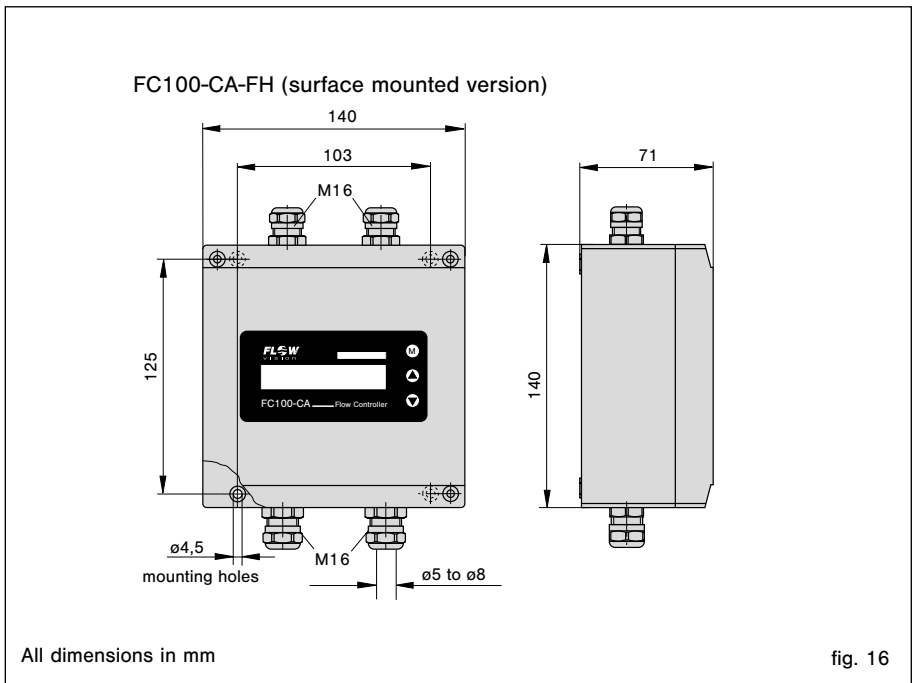 FC100-CA-FH (surface mounted version)
140
103
M16
71
125
140
FLOW
vision
M
FC100-CA
Flow Controller
ø4,5
mounting holes
M16
ø5 to ø8
All dimensions in mm
fig. 16